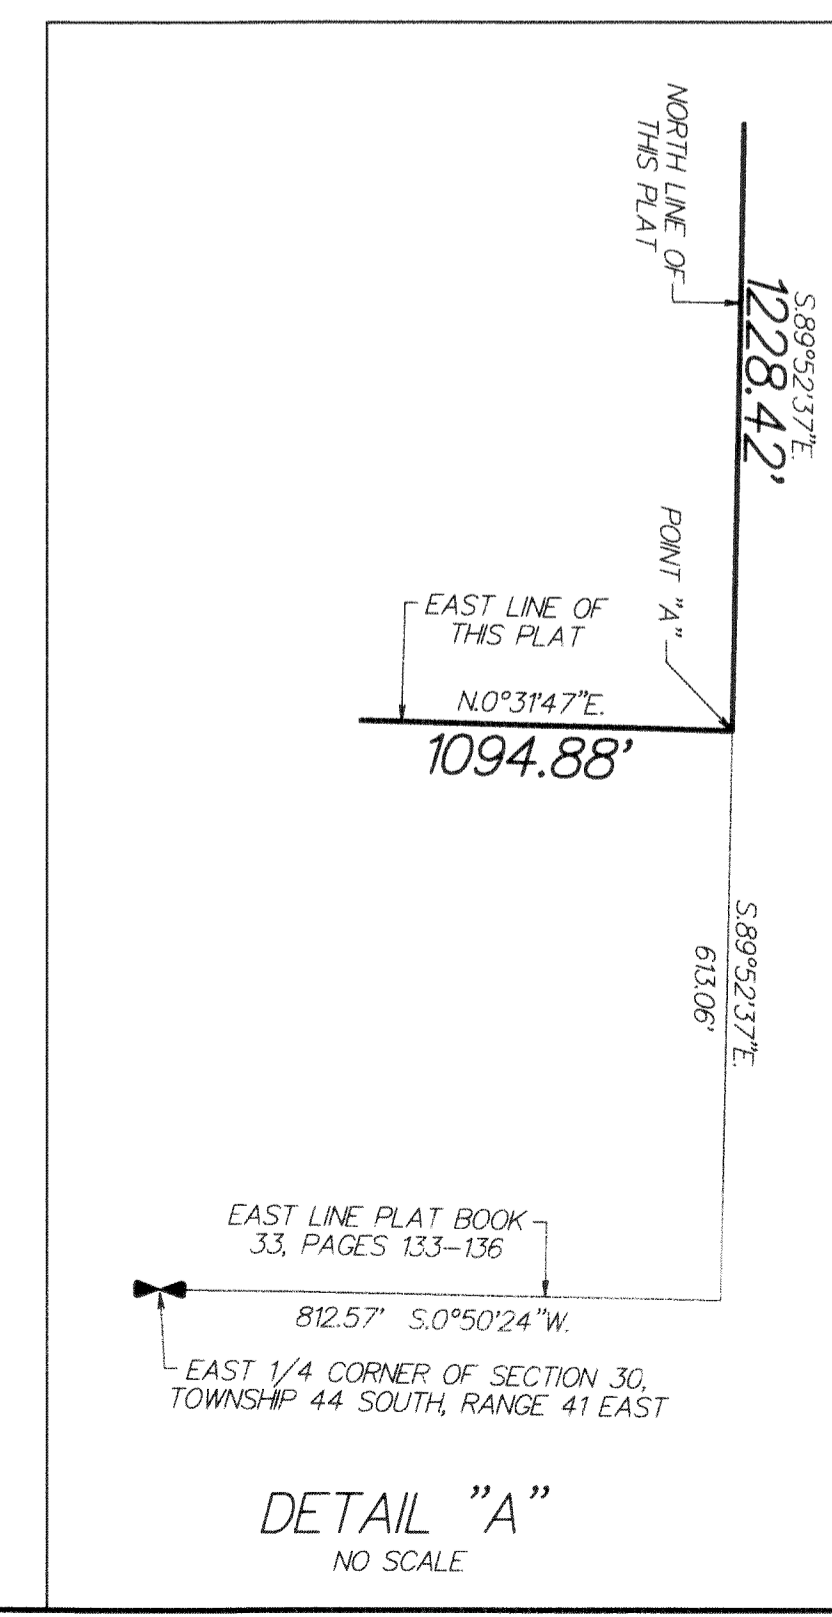 NORTH LINE OF
THIS PLAT
S.89°52'37"E.
1228.42'
POINT "A"
EAST LINE OF
THIS PLAT
N.0°31'47"E.
1094.88'
S.89°52'37"E.
613.06'
EAST LINE PLAT BOOK
33, PAGES 133-136
812.57' S.0°50'24"W.
EAST 1/4 CORNER OF SECTION 30,
TOWNSHIP 44 SOUTH, RANGE 41 EAST
DETAIL "A"
NO SCALE